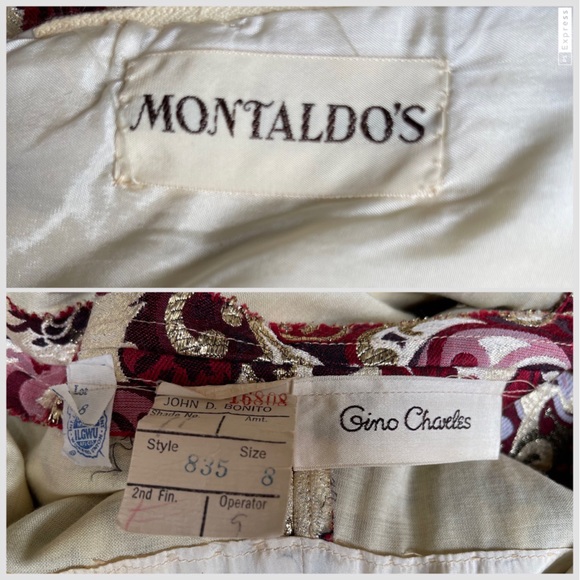 Express
MONTALDO'S
Lot
8
ILGWU
16808
JOHN D. BONITO
Shade No. Amt.
Style Size
835 8
2nd Fin. Operator
Gino Charles